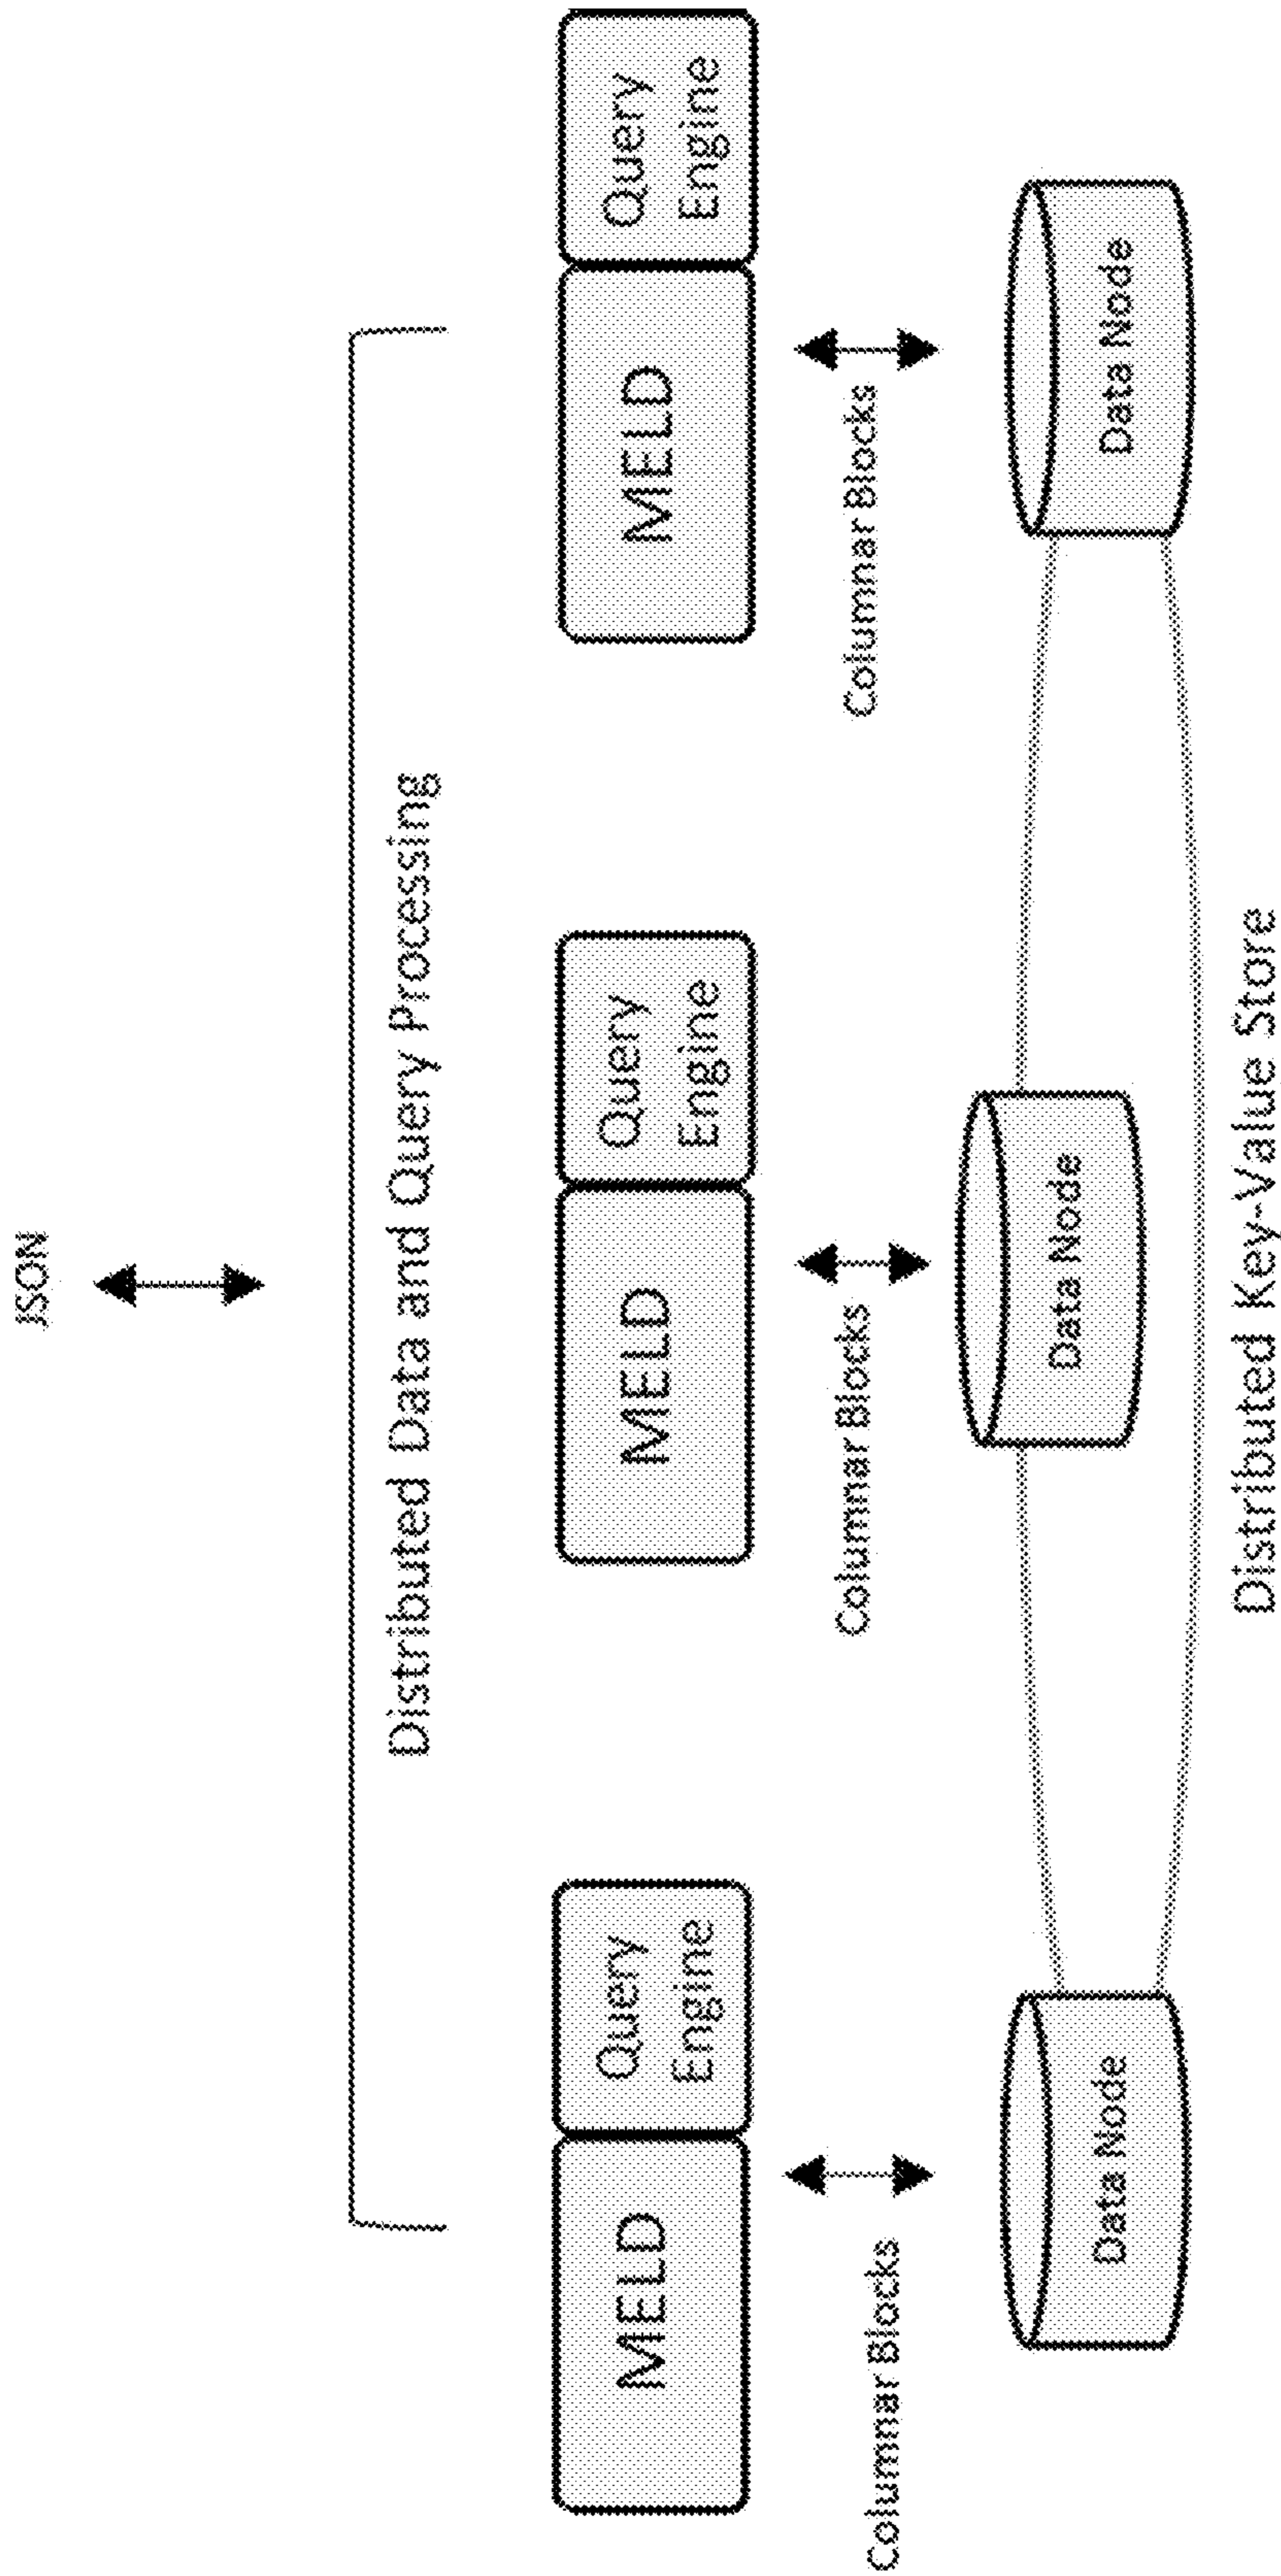 JSON
Distributed Data and Query Processing
MELD
Query
Engine
MELD
Query
Engine
MELD
Query
Engine
Columnar Blocks
Columnar Blocks
Columnar Blocks
Data Node
Data Node
Data Node
Distributed Key-Value Store